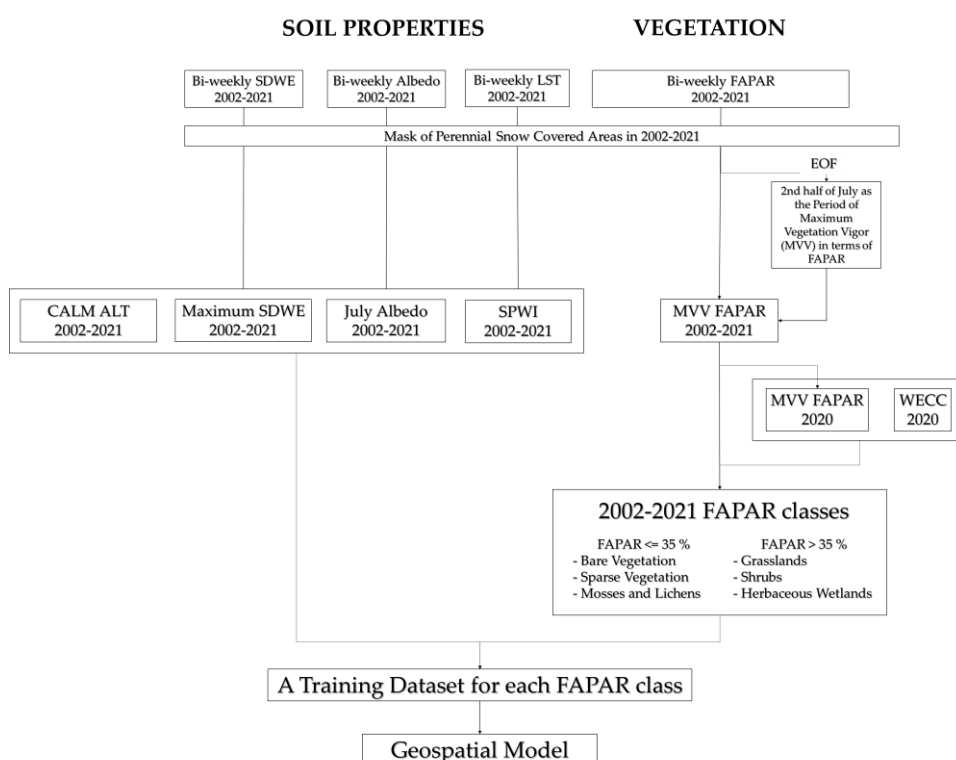 SOIL PROPERTIES
VEGETATION
Bi-weekly SDWE
2002-2021
Bi-weekly Albedo
2002-2021
Bi-weekly LST
2002-2021
Bi-weekly FAPAR
2002-2021
Mask of Perennial Snow Covered Areas in 2002-2021
EOF
2nd half of July as
the Period of
Maximum
Vegetation Vigor
(MVV) in terms of
FAPAR
CALM ALT
2002-2021
Maximum SDWE
2002-2021
July Albedo
2002-2021
SPWI
2002-2021
MVV FAPAR
2002-2021
MVV FAPAR
2020
WECC
2020
2002-2021 FAPAR classes
FAPAR <= 35 %
- Bare Vegetation
- Sparse Vegetation
- Mosses and Lichens
FAPAR > 35 %
- Grasslands
- Shrubs
- Herbaceous Wetlands
A Training Dataset for each FAPAR class
Geospatial Model